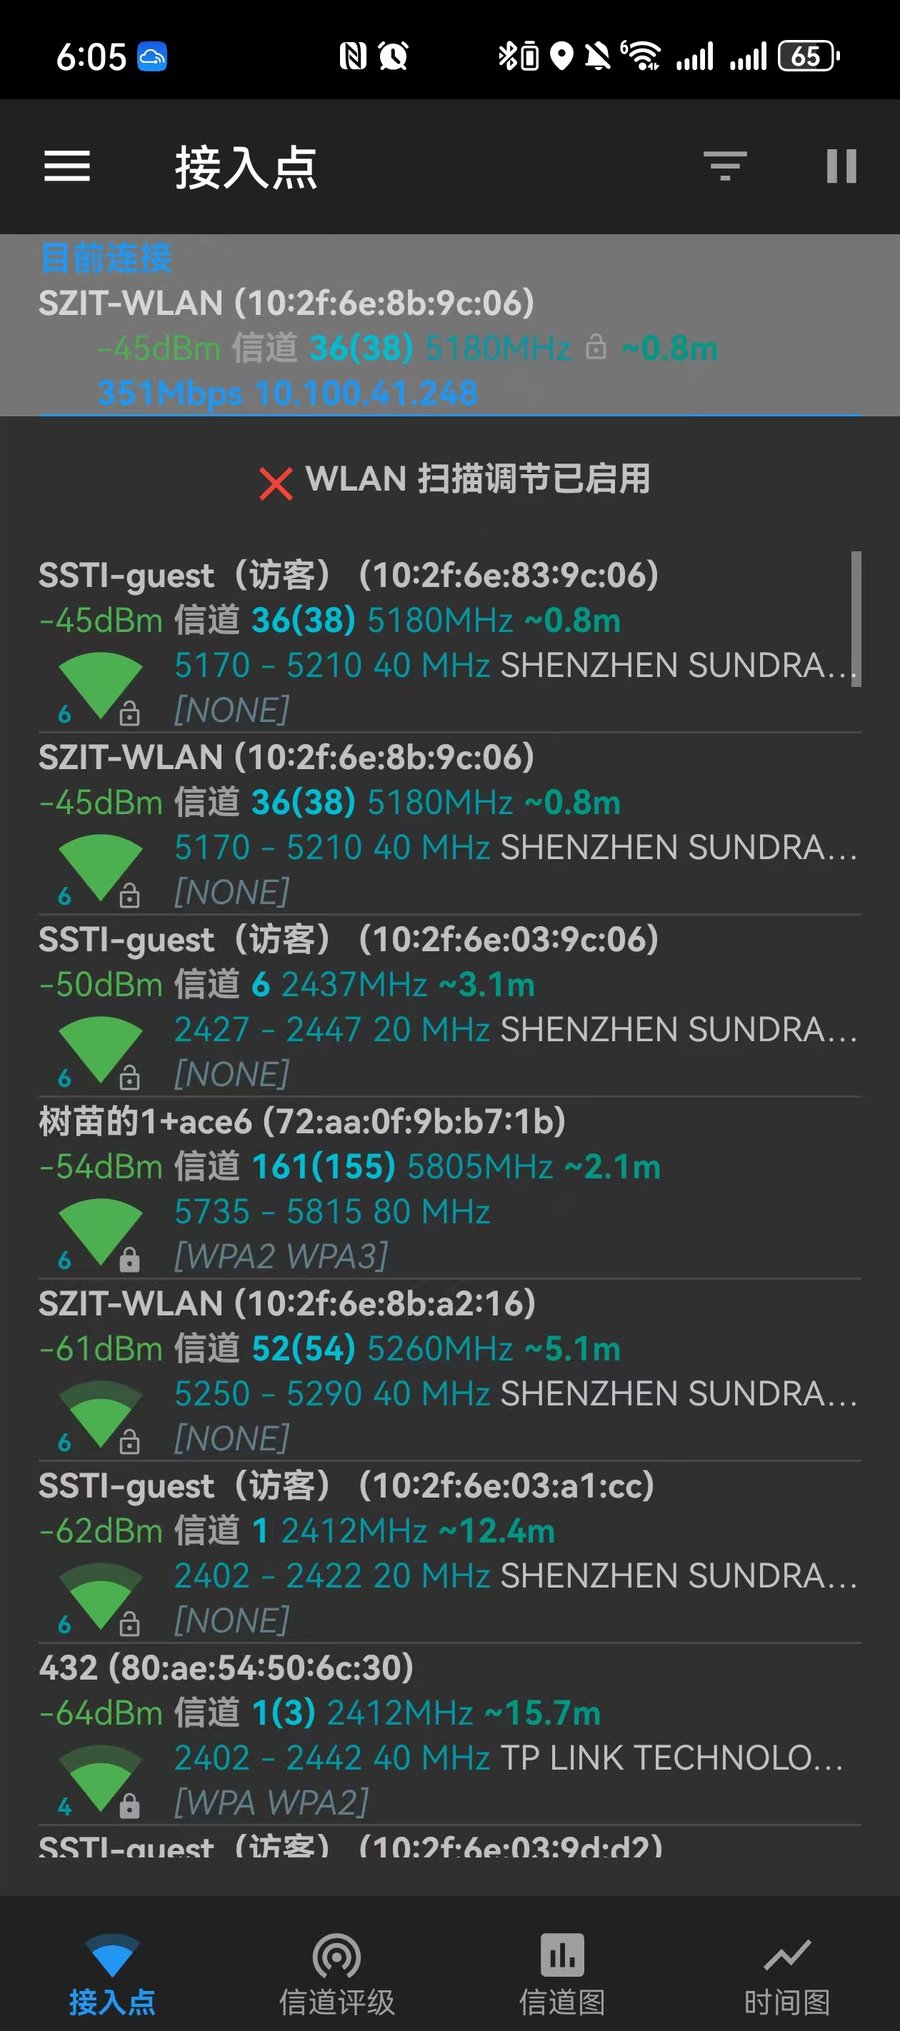 6:05
6
65
接入点
目前连接
SZIT-WLAN (10:2f:6e:8b:9c:06)
-45dBm 信道 36(38) 5180MHz ~0.8m
351Mbps 10.100.41.248
WLAN 扫描调节已启用
SSTI-guest（访客） (10:2f:6e:83:9c:06)
-45dBm 信道 36(38) 5180MHz ~0.8m
5170 - 5210 40 MHz SHENZHEN SUNDRA...
6 [NONE]
SZIT-WLAN (10:2f:6e:8b:9c:06)
-45dBm 信道 36(38) 5180MHz ~0.8m
5170 - 5210 40 MHz SHENZHEN SUNDRA...
6 [NONE]
SSTI-guest（访客） (10:2f:6e:03:9c:06)
-50dBm 信道 6 2437MHz ~3.1m
2427 - 2447 20 MHz SHENZHEN SUNDRA...
6 [NONE]
树苗的1+ace6 (72:aa:0f:9b:b7:1b)
-54dBm 信道 161(155) 5805MHz ~2.1m
5735 - 5815 80 MHz
6 [WPA2 WPA3]
SZIT-WLAN (10:2f:6e:8b:a2:16)
-61dBm 信道 52(54) 5260MHz ~5.1m
5250 - 5290 40 MHz SHENZHEN SUNDRA...
6 [NONE]
SSTI-guest（访客） (10:2f:6e:03:a1:cc)
-62dBm 信道 1 2412MHz ~12.4m
2402 - 2422 20 MHz SHENZHEN SUNDRA...
6 [NONE]
432 (80:ae:54:50:6c:30)
-64dBm 信道 1(3) 2412MHz ~15.7m
2402 - 2442 40 MHz TP LINK TECHNOLO...
4 [WPA WPA2]
SSTI-guest（访客） (10:2f:6e:03:9d:d2)
接入点
信道评级
信道图
时间图